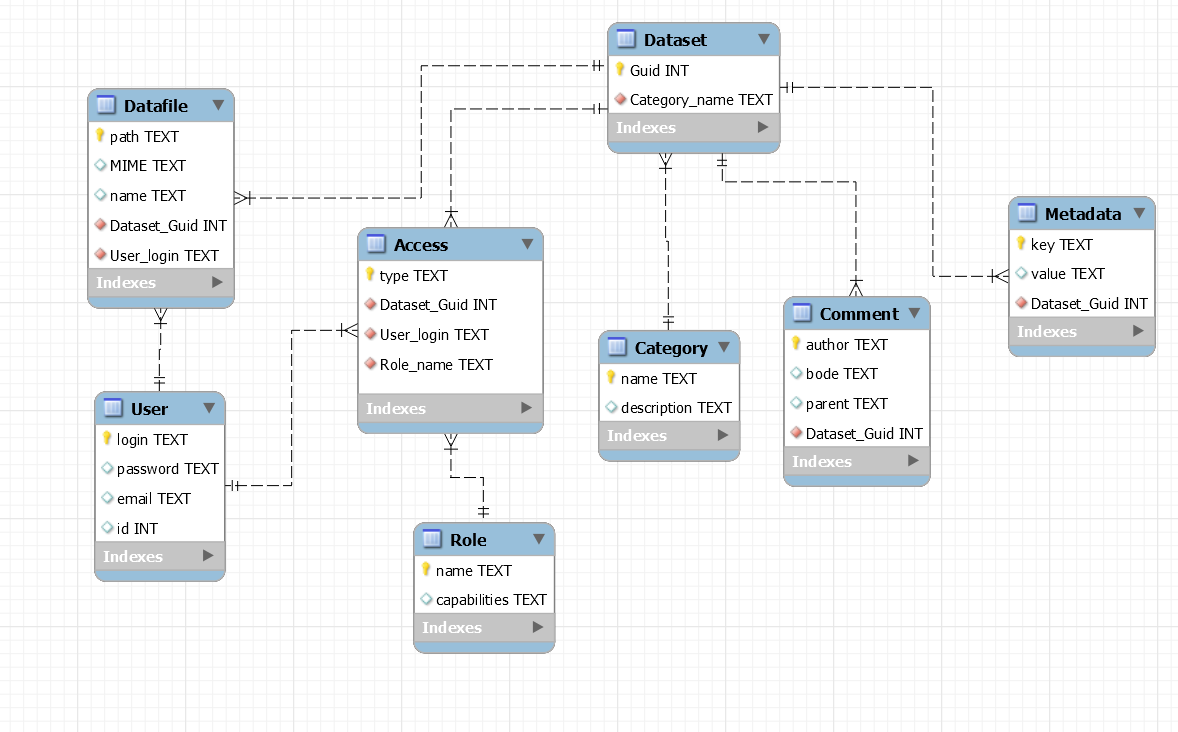 Dataset
Guid INT
Category_name TEXT
Indexes
Datafile
path TEXT
MIME TEXT
name TEXT
Dataset_Guid INT
User_login TEXT
Indexes
Access
type TEXT
Dataset_Guid INT
User_login TEXT
Role_name TEXT
Indexes
Metadata
key TEXT
value TEXT
Dataset_Guid INT
Indexes
Comment
author TEXT
bode TEXT
parent TEXT
Dataset_Guid INT
Indexes
Category
name TEXT
description TEXT
Indexes
User
login TEXT
password TEXT
email TEXT
id INT
Indexes
Role
name TEXT
capabilities TEXT
Indexes